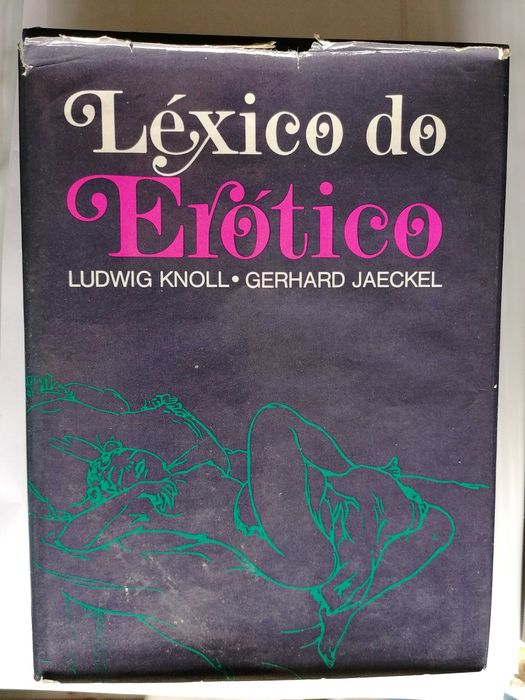 Léxico do
Erótico
LUDWIG KNOLL • GERHARD JAECKEL